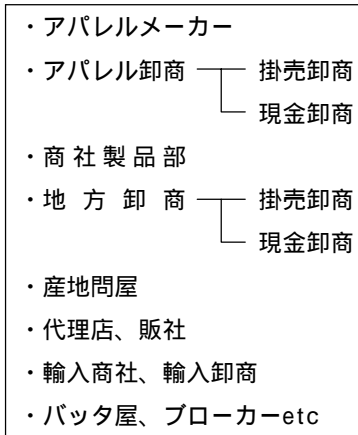 ・アパレルメーカー
・アパレル卸商 掛売卸商
現金卸商
・商社製品部
・地方卸商 掛売卸商
現金卸商
・産地問屋
・代理店、販社
・輸入商社、輸入卸商
・バッタ屋、ブローカーetc